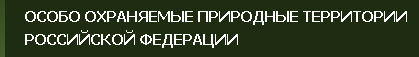 ОСОБО ОХРАНЯЕМЫЕ ПРИРОДНЫЕ ТЕРРИТОРИИ
РОССИЙСКОЙ ФЕДЕРАЦИИ